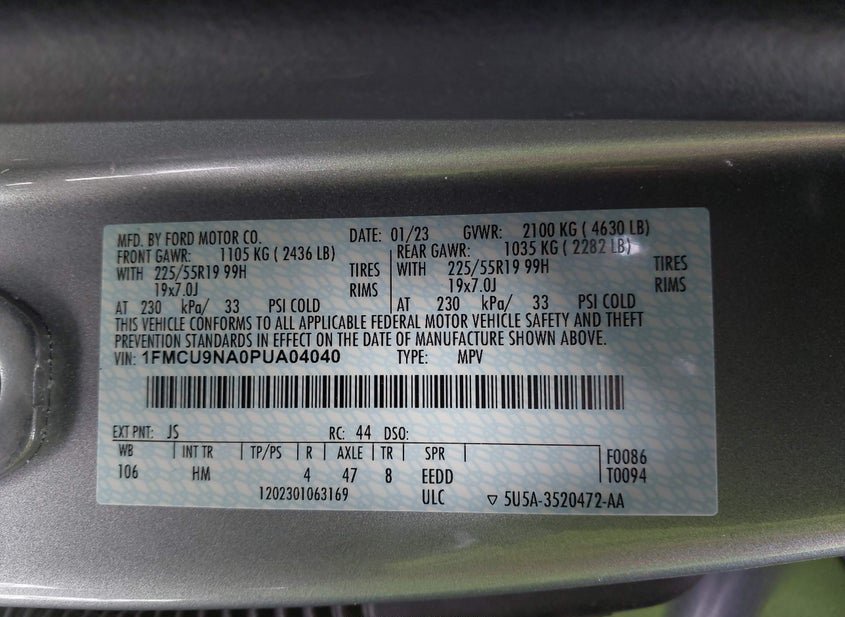 MFD. BY FORD MOTOR CO. DATE: 01/23 GVWR: 2100 KG ( 4630 LB)
FRONT GAWR: 1105 KG ( 2436 LB) REAR GAWR: 1035 KG ( 2282 LB)
WITH 225/55R19 99H TIRES WITH 225/55R19 99H TIRES
19x7.0J RIMS 19x7.0J RIMS
AT 230 kPa/ 33 PSI COLD AT 230 kPa/ 33 PSI COLD
THIS VEHICLE CONFORMS TO ALL APPLICABLE FEDERAL MOTOR VEHICLE SAFETY AND THEFT
PREVENTION STANDARDS IN EFFECT ON THE DATE OF MANUFACTURE SHOWN ABOVE.
VIN: 1FMCU9NA0PUA04040 TYPE: MPV
EXT PNT: JS RC: 44 DSO:
WB INT TR TP/PS R AXLE TR SPR F0086
106 HM 4 47 8 EEDD T0094
1202301063169 ULC ▽ 5U5A-3520472-AA